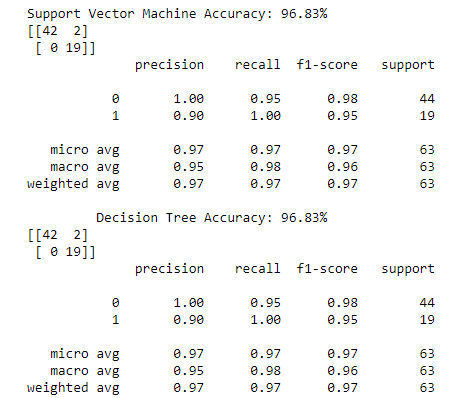 Support Vector Machine Accuracy: 96.83%
[[42  2]
 [ 0 19]]
              precision    recall  f1-score   support

           0       1.00      0.95      0.98        44
           1       0.90      1.00      0.95        19

   micro avg       0.97      0.97      0.97        63
   macro avg       0.95      0.98      0.96        63
weighted avg       0.97      0.97      0.97        63

         Decision Tree Accuracy: 96.83%
[[42  2]
 [ 0 19]]
              precision    recall  f1-score   support

           0       1.00      0.95      0.98        44
           1       0.90      1.00      0.95        19

   micro avg       0.97      0.97      0.97        63
   macro avg       0.95      0.98      0.96        63
weighted avg       0.97      0.97      0.97        63